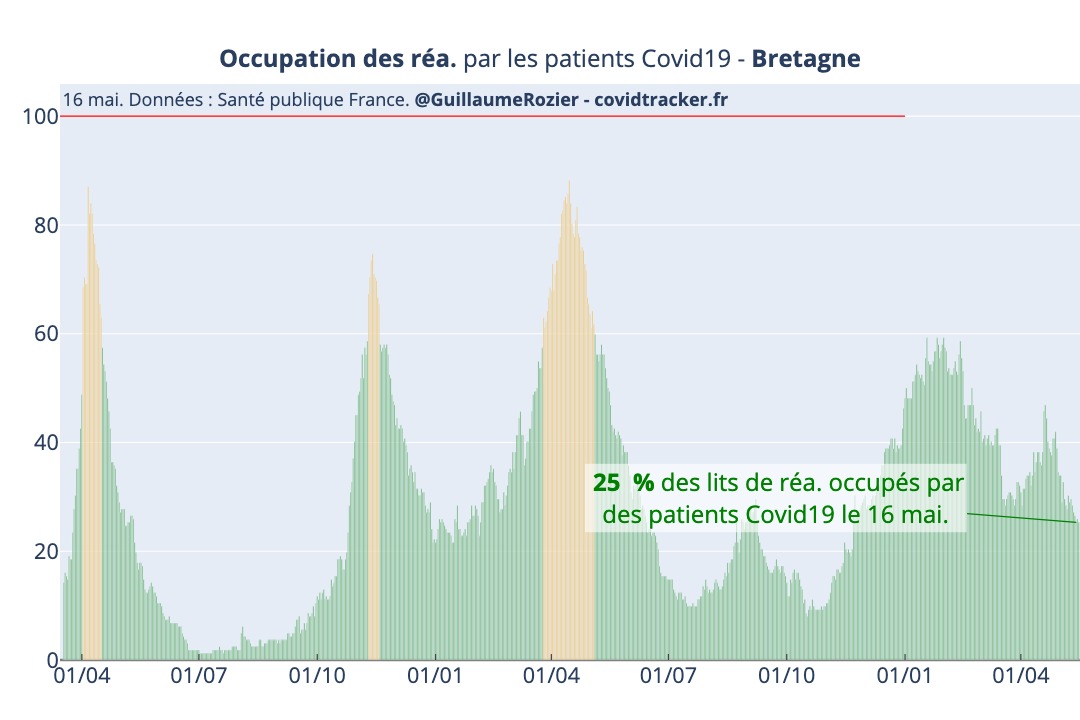 Occupation des réa. par les patients Covid19 - Bretagne
16 mai. Données : Santé publique France. @GuillaumeRozier - covidtracker.fr
100
80
60
40
20
0
25 % des lits de réa. occupés par
des patients Covid19 le 16 mai.
01/04 01/07 01/10 01/01 01/04 01/07 01/10 01/01 01/04